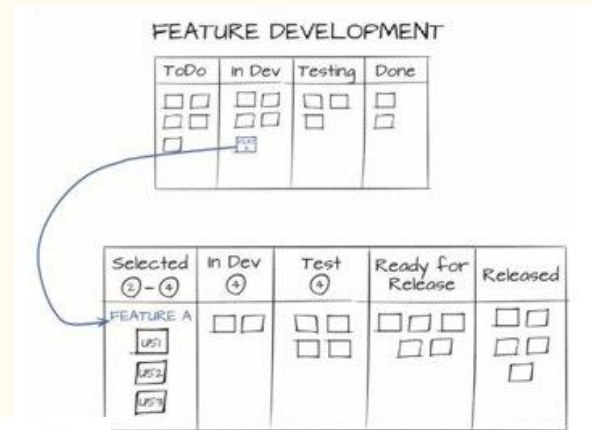 FEATURE DEVELOPMENT
ToDo In Dev Testing Done
Selected In Dev Test Ready for Released
② - ④ ④ ④ Release
FEATURE A
US1
US2
US3